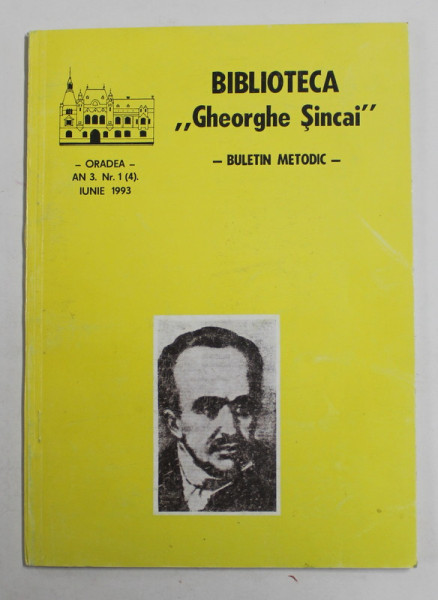 BIBLIOTECA
,,Gheorghe Şincai''
– BULETIN METODIC –
– ORADEA –
AN 3. Nr. 1 (4).
IUNIE 1993